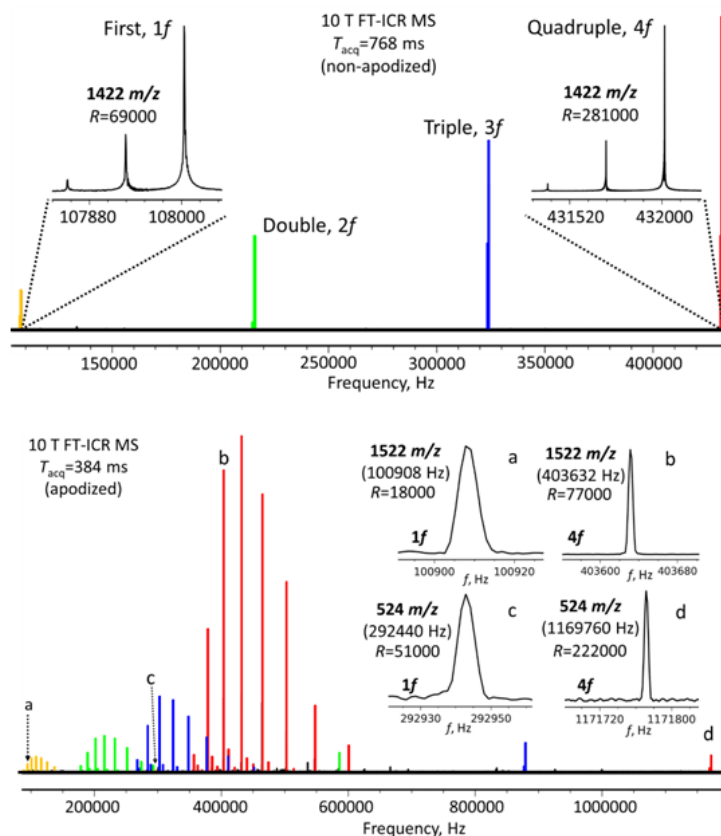 First, 1f
10 T FT-ICR MS
Tacq=768 ms
(non-apodized)
Quadruple, 4f
1422 m/z
R=69000
1422 m/z
R=281000
Triple, 3f
107880 108000
431520 432000
Double, 2f
150000 200000 250000 300000 350000 400000
Frequency, Hz
10 T FT-ICR MS
Tacq=384 ms
(apodized)
b
1522 m/z
(100908 Hz)
R=18000
a
1f
100900 100920
f, Hz
1522 m/z
(403632 Hz)
R=77000
b
4f
403600 403680
f, Hz
524 m/z
(292440 Hz)
R=51000
c
1f
292930 292950
f, Hz
524 m/z
(1169760 Hz)
R=222000
d
4f
1171720 1171800
f, Hz
a
c
d
200000 400000 600000 800000 1000000
Frequency, Hz